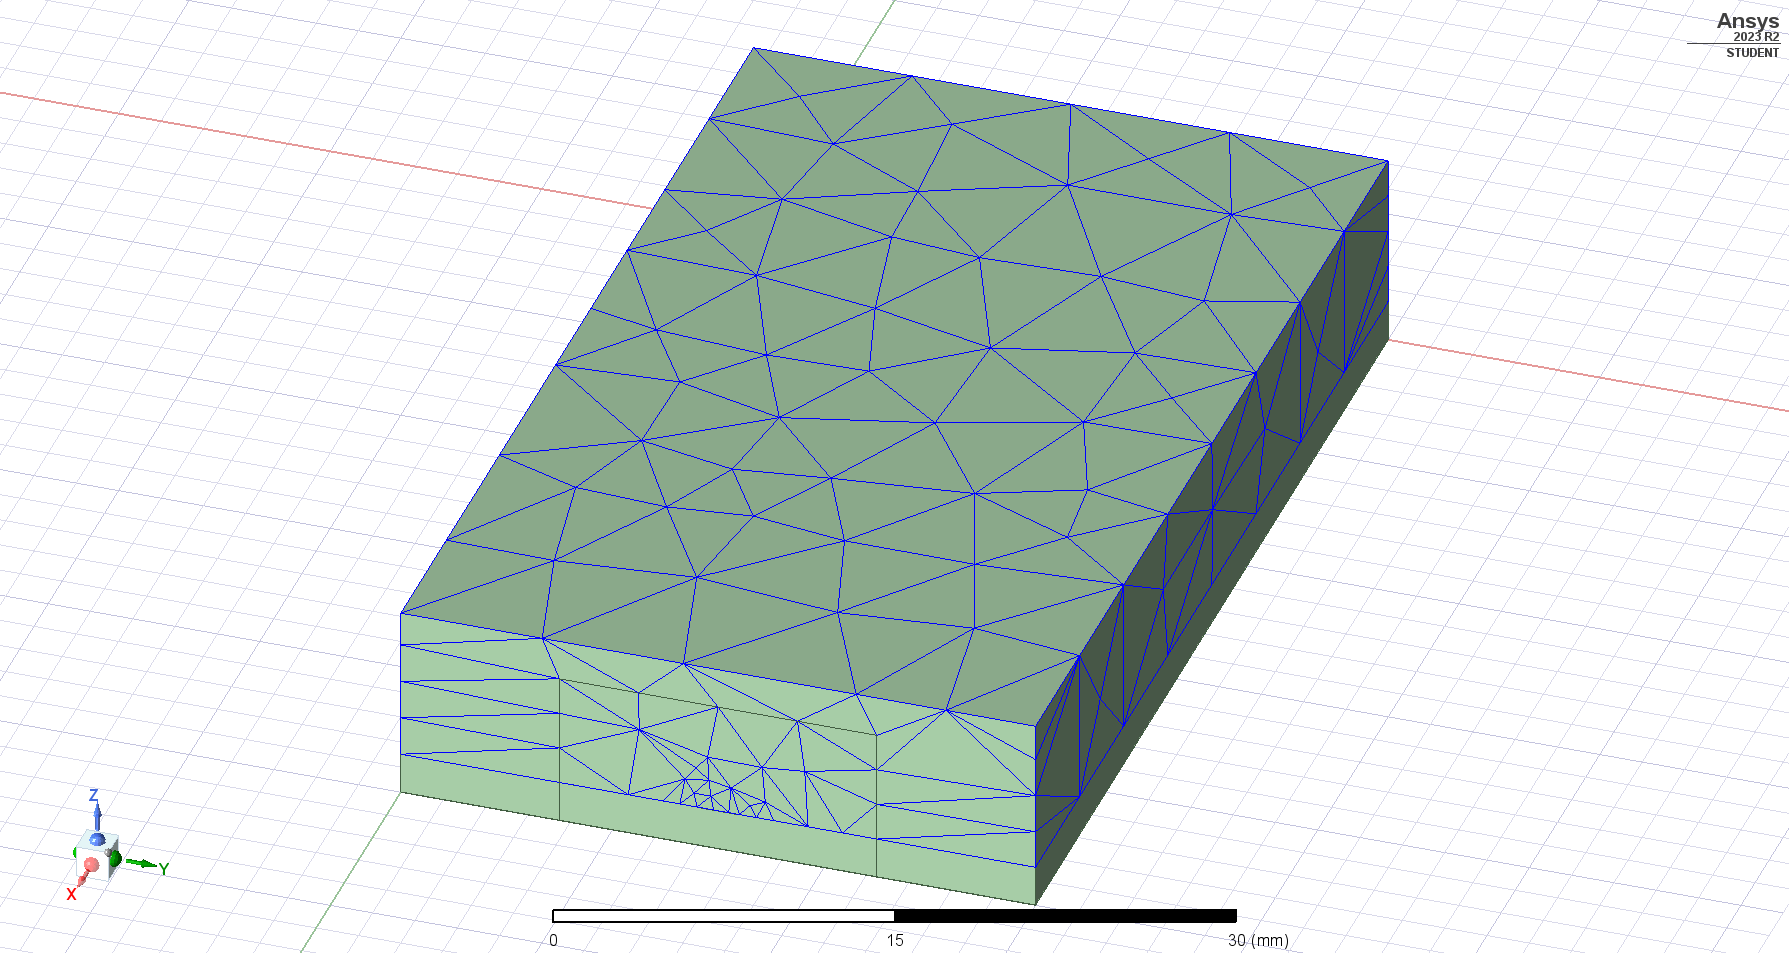 Ansys
2023 R2
STUDENT
Z
Y
X
0 15 30 (mm)